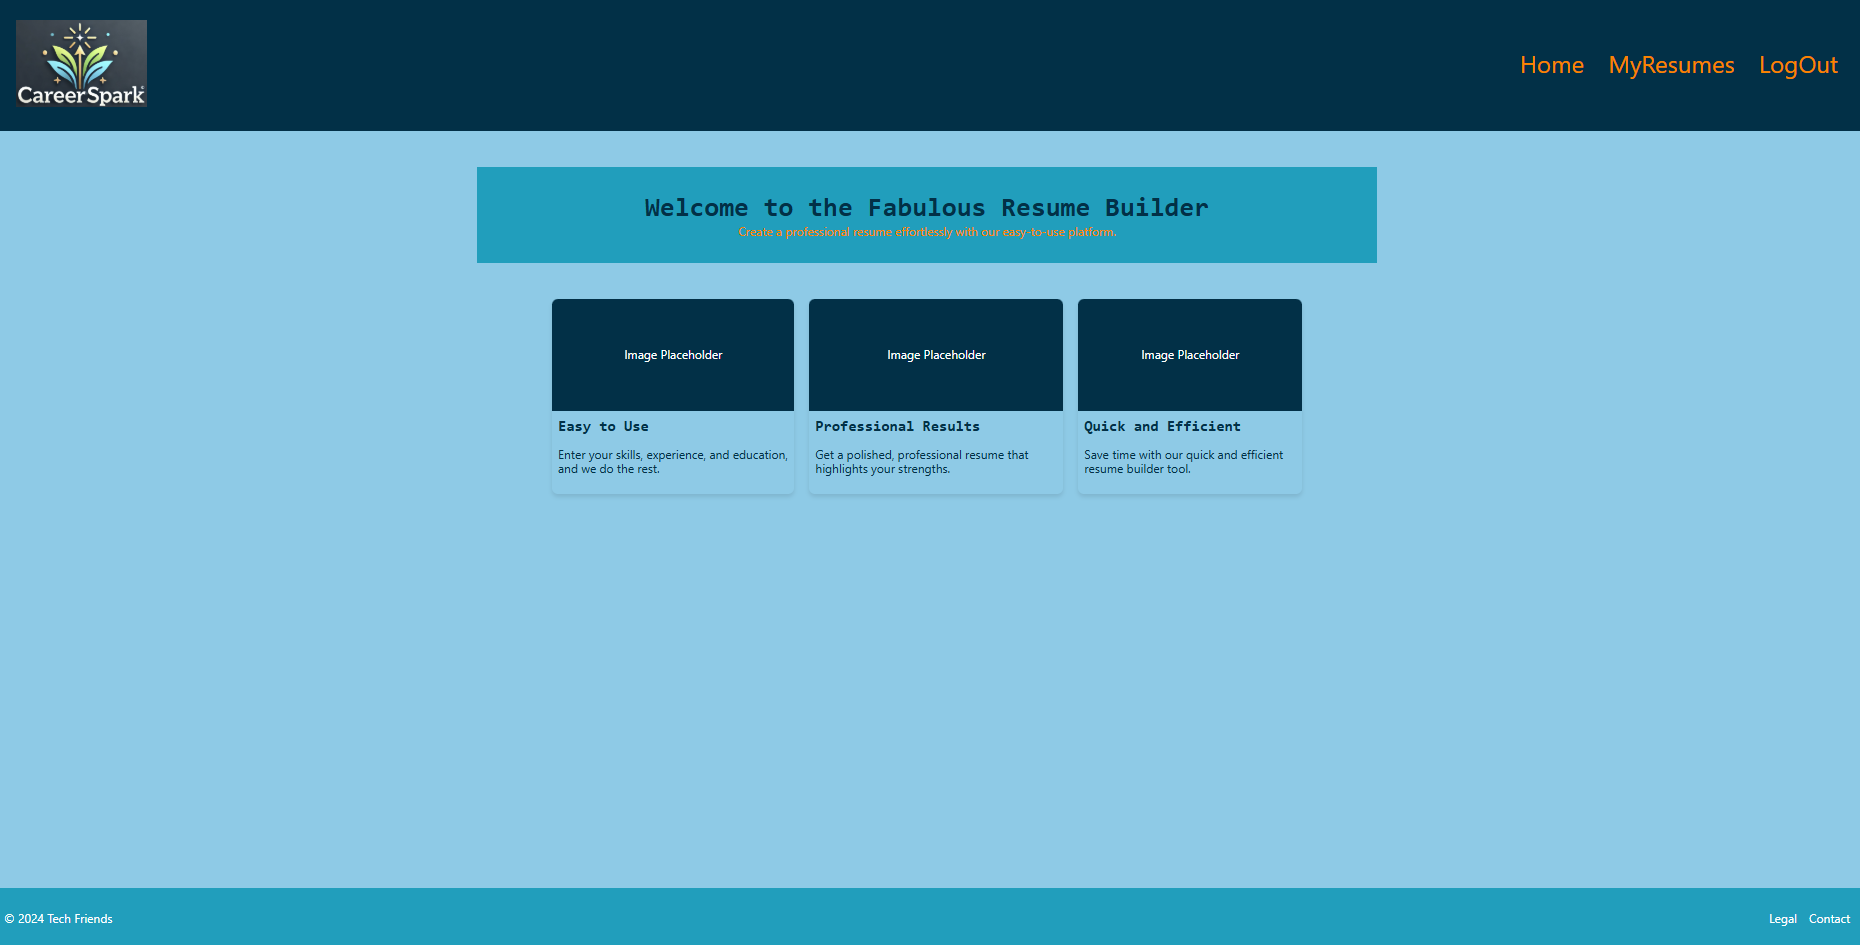 CareerSpark
Home MyResumes LogOut
Welcome to the Fabulous Resume Builder
Create a professional resume effortlessly with our easy-to-use platform.
Image Placeholder
Easy to Use
Enter your skills, experience, and education,
and we do the rest.
Image Placeholder
Professional Results
Get a polished, professional resume that
highlights your strengths.
Image Placeholder
Quick and Efficient
Save time with our quick and efficient
resume builder tool.
© 2024 Tech Friends
Legal Contact